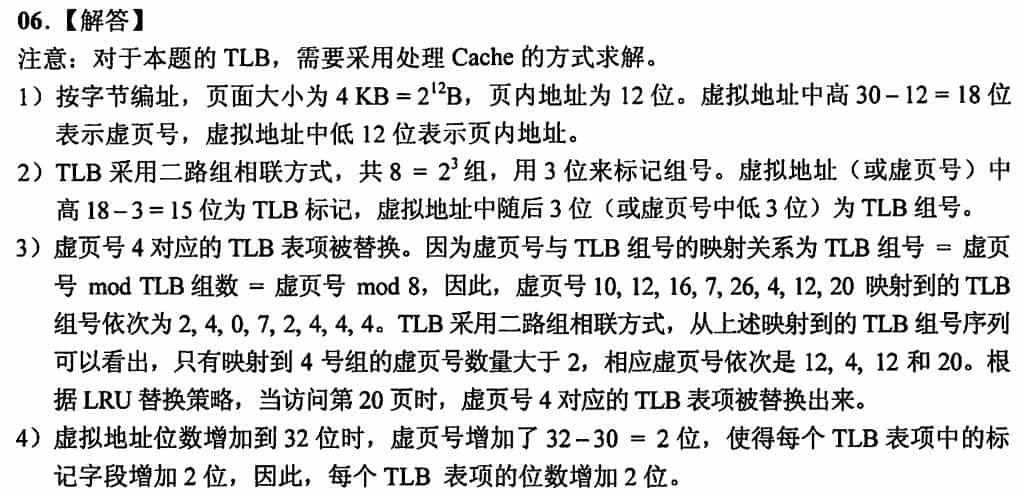 06.【解答】
注意：对于本题的 TLB，需要采用处理 Cache 的方式求解。
1）按字节编址，页面大小为 4 KB = 2¹²B，页内地址为 12 位。虚拟地址中高 30 – 12 = 18 位
表示虚页号，虚拟地址中低 12 位表示页内地址。
2）TLB 采用二路组相联方式，共 8 = 2³ 组，用 3 位来标记组号。虚拟地址（或虚页号）中
高 18 – 3 = 15 位为 TLB 标记，虚拟地址中随后 3 位（或虚页号中低 3 位）为 TLB 组号。
3）虚页号 4 对应的 TLB 表项被替换。因为虚页号与 TLB 组号的映射关系为 TLB 组号 = 虚页
号 mod TLB 组数 = 虚页号 mod 8，因此，虚页号 10, 12, 16, 7, 26, 4, 12, 20 映射到的 TLB
组号依次为 2, 4, 0, 7, 2, 4, 4, 4。TLB 采用二路组相联方式，从上述映射到的 TLB 组号序列
可以看出，只有映射到 4 号组的虚页号数量大于 2，相应虚页号依次是 12, 4, 12 和 20。根
据 LRU 替换策略，当访问第 20 页时，虚页号 4 对应的 TLB 表项被替换出来。
4）虚拟地址位数增加到 32 位时，虚页号增加了 32 – 30 = 2 位，使得每个 TLB 表项中的标
记字段增加 2 位，因此，每个 TLB 表项的位数增加 2 位。